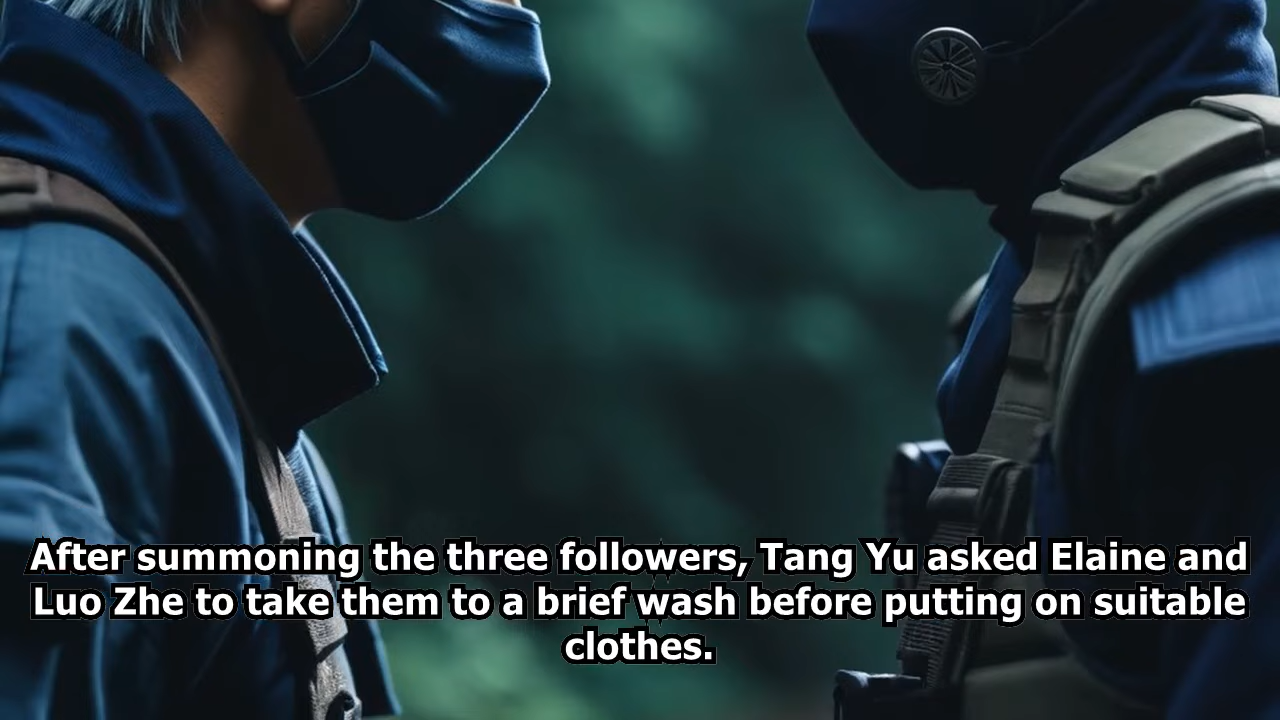 After summoning the three followers, Tang Yu asked Elaine and
Luo Zhe to take them to a brief wash before putting on suitable
clothes.